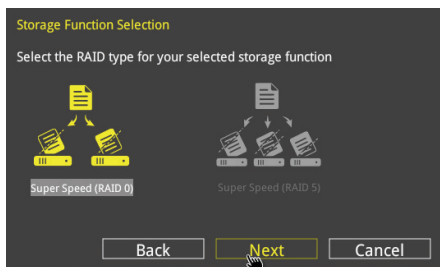 Storage Function Selection
Select the RAID type for your selected storage function
Super Speed (RAID 0)
Super Speed (RAID 5)
Back
Next
Cancel